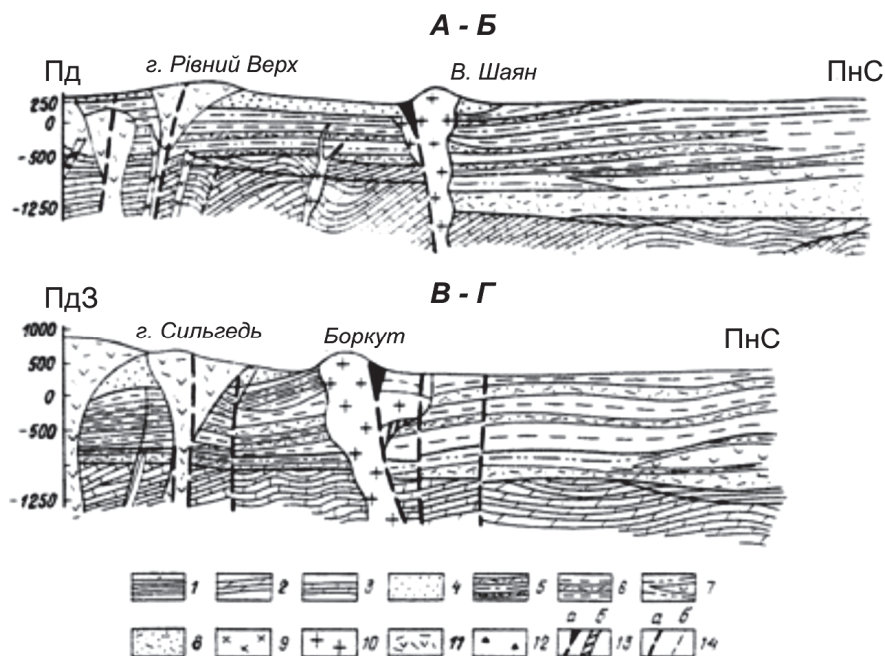 А - Б
Пд г. Рівний Верх В. Шаян ПнС
250
0
-500
-1250
В - Г
ПдЗ г. Сильгедь Боркут ПнС
1000
500
0
-500
-1250
1 2 3 4 5 6 7
а б а б
8 9 10 11 12 13 14